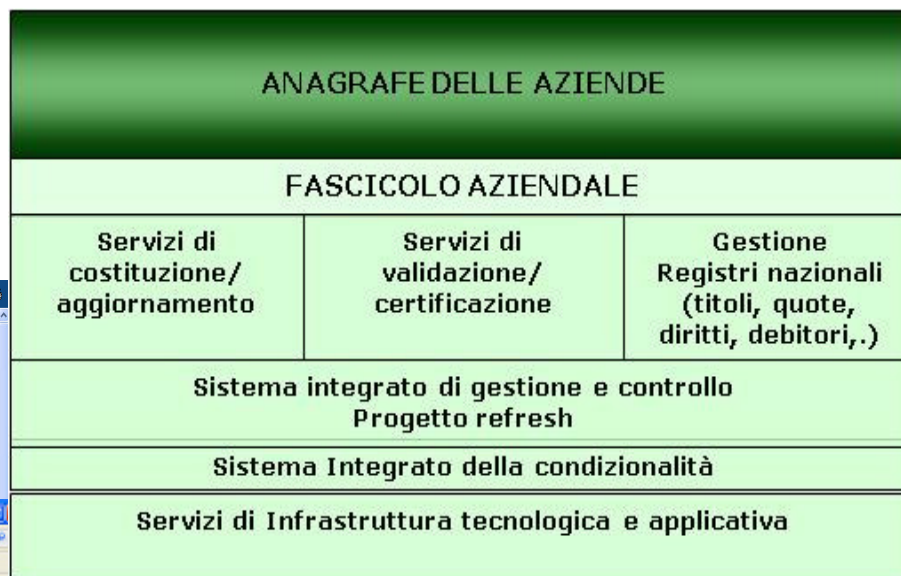 ANAGRAFE DELLE AZIENDE
FASCICOLO AZIENDALE
Servizi di
costituzione/
aggiornamento
Servizi di
validazione/
certificazione
Gestione
Registri nazionali
(titoli, quote,
diritti, debitori,.)
Sistema integrato di gestione e controllo
Progetto refresh
Sistema Integrato della condizionalità
Servizi di Infrastruttura tecnologica e applicativa